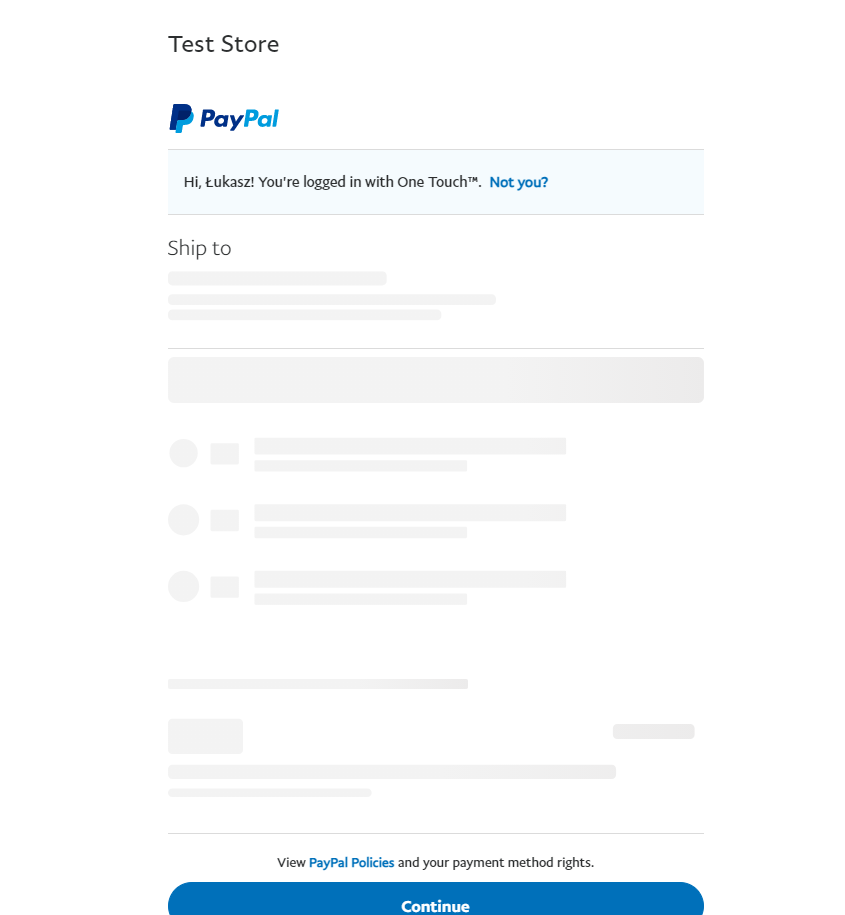 Test Store
PayPal
Hi, Łukasz! You're logged in with One Touch™. Not you?
Ship to
View PayPal Policies and your payment method rights.
Continue